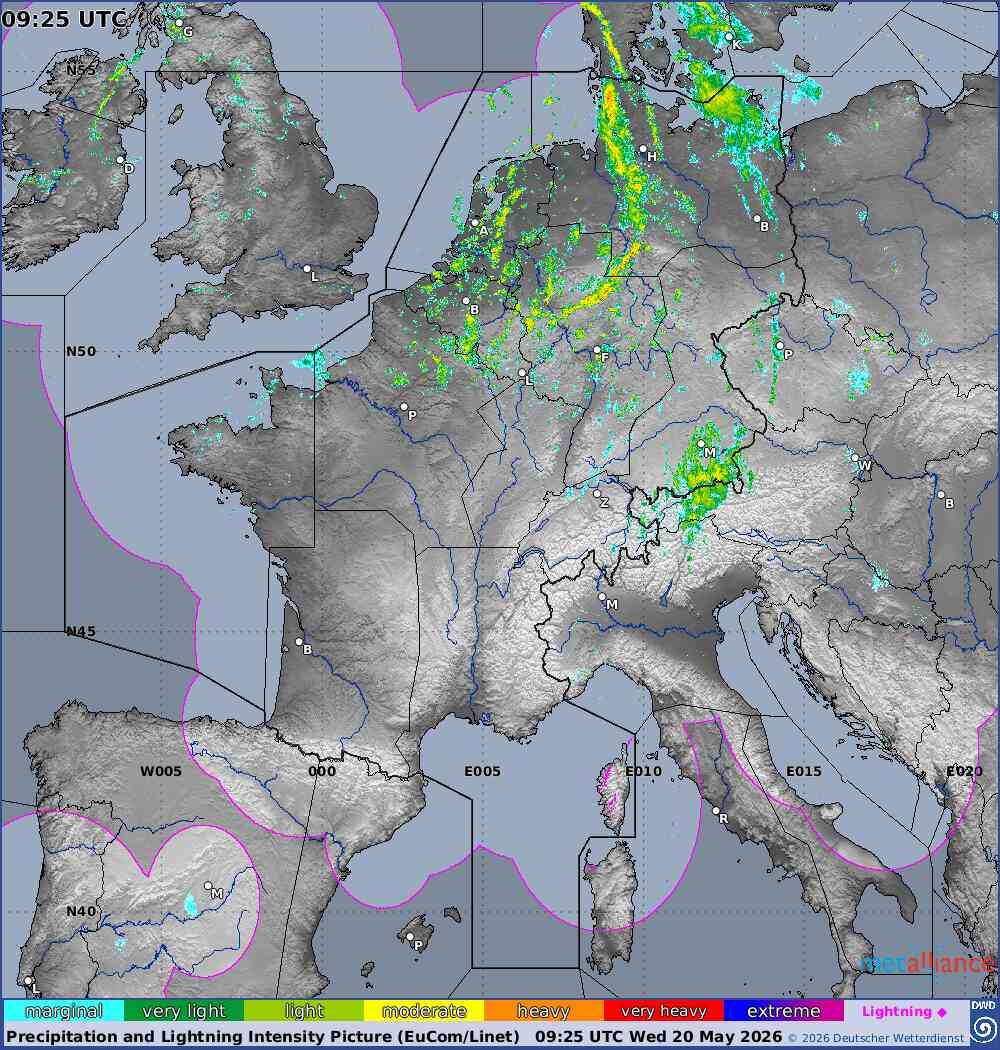 09:25 UTC
G
K
N55
H
D
A
B
L
B
N50
F
P
L
P
M
W
Z
B
M
N45
B
W005
000
E005
E010
E015
E020
R
M
N40
P
L
metalliance
marginal very light light moderate heavy very heavy extreme Lightning ◆
DWD
Precipitation and Lightning Intensity Picture (EuCom/Linet) 09:25 UTC Wed 20 May 2026 © 2026 Deutscher Wetterdienst